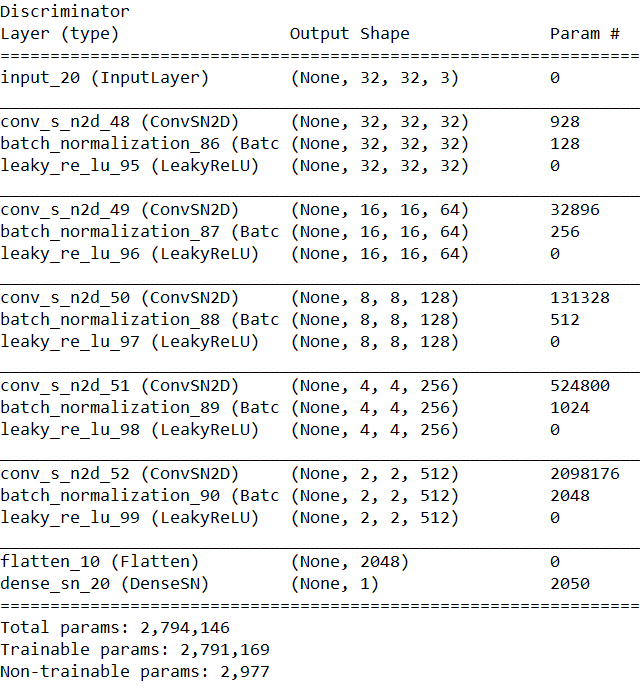 Discriminator
Layer (type) Output Shape Param #
=================================================================
input_20 (InputLayer) (None, 32, 32, 3) 0
_________________________________________________________________
conv_s_n2d_48 (ConvSN2D) (None, 32, 32, 32) 928
batch_normalization_86 (Batc (None, 32, 32, 32) 128
leaky_re_lu_95 (LeakyReLU) (None, 32, 32, 32) 0
_________________________________________________________________
conv_s_n2d_49 (ConvSN2D) (None, 16, 16, 64) 32896
batch_normalization_87 (Batc (None, 16, 16, 64) 256
leaky_re_lu_96 (LeakyReLU) (None, 16, 16, 64) 0
_________________________________________________________________
conv_s_n2d_50 (ConvSN2D) (None, 8, 8, 128) 131328
batch_normalization_88 (Batc (None, 8, 8, 128) 512
leaky_re_lu_97 (LeakyReLU) (None, 8, 8, 128) 0
_________________________________________________________________
conv_s_n2d_51 (ConvSN2D) (None, 4, 4, 256) 524800
batch_normalization_89 (Batc (None, 4, 4, 256) 1024
leaky_re_lu_98 (LeakyReLU) (None, 4, 4, 256) 0
_________________________________________________________________
conv_s_n2d_52 (ConvSN2D) (None, 2, 2, 512) 2098176
batch_normalization_90 (Batc (None, 2, 2, 512) 2048
leaky_re_lu_99 (LeakyReLU) (None, 2, 2, 512) 0
_________________________________________________________________
flatten_10 (Flatten) (None, 2048) 0
dense_sn_20 (DenseSN) (None, 1) 2050
=================================================================
Total params: 2,794,146
Trainable params: 2,791,169
Non-trainable params: 2,977